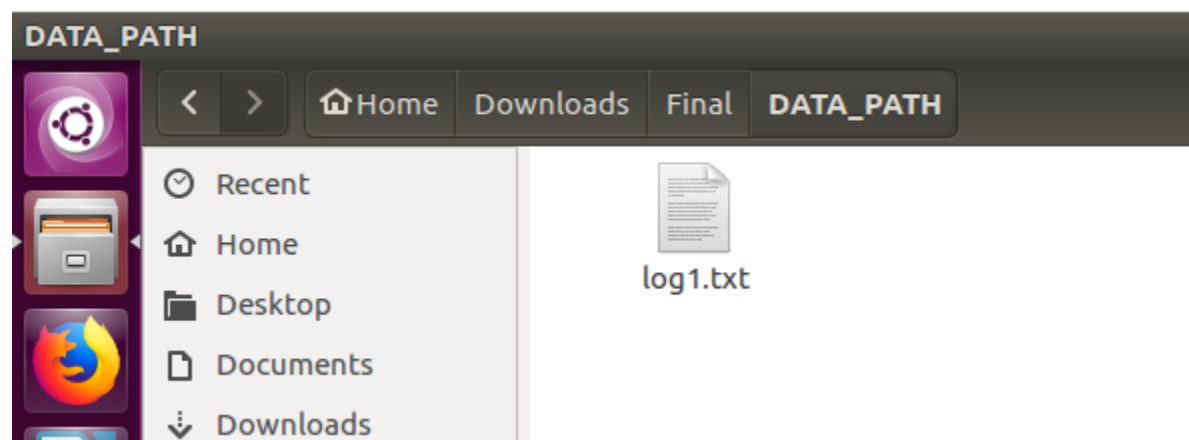 DATA_PATH
Home Downloads Final DATA_PATH
Recent
Home
Desktop
Documents
Downloads
log1.txt